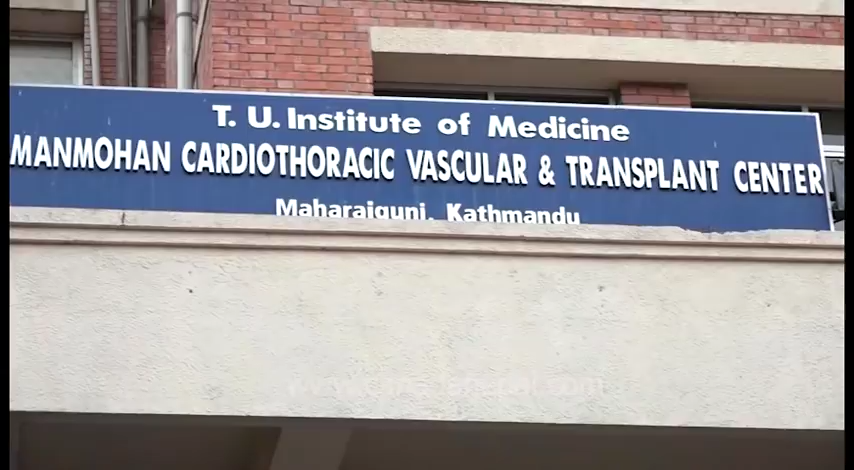 T. U. Institute of Medicine
MANMOHAN CARDIOTHORACIC VASCULAR & TRANSPLANT CENTER
Maharajgunj, Kathmandu